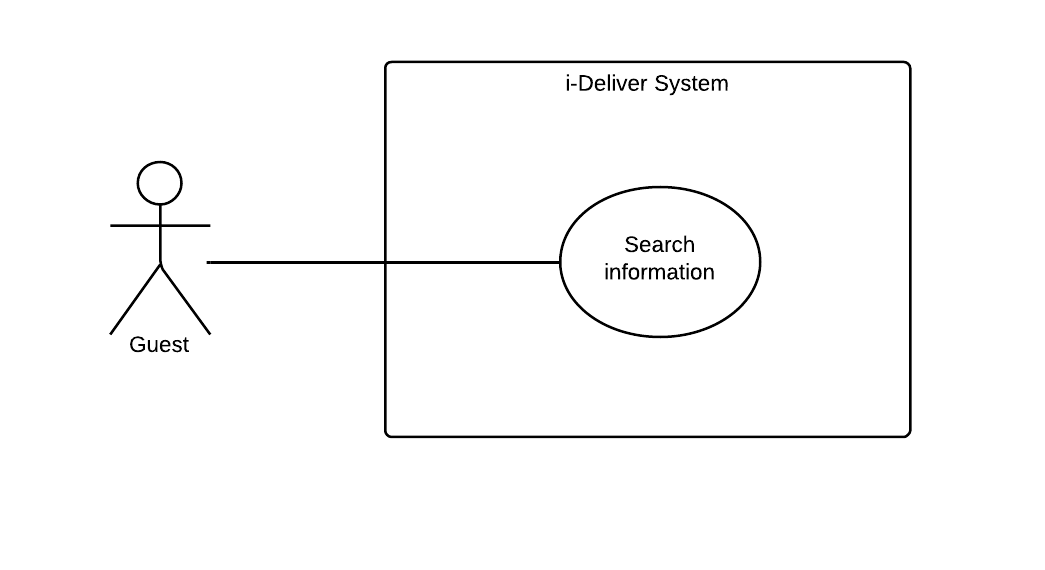 i-Deliver System
Search
information
Guest